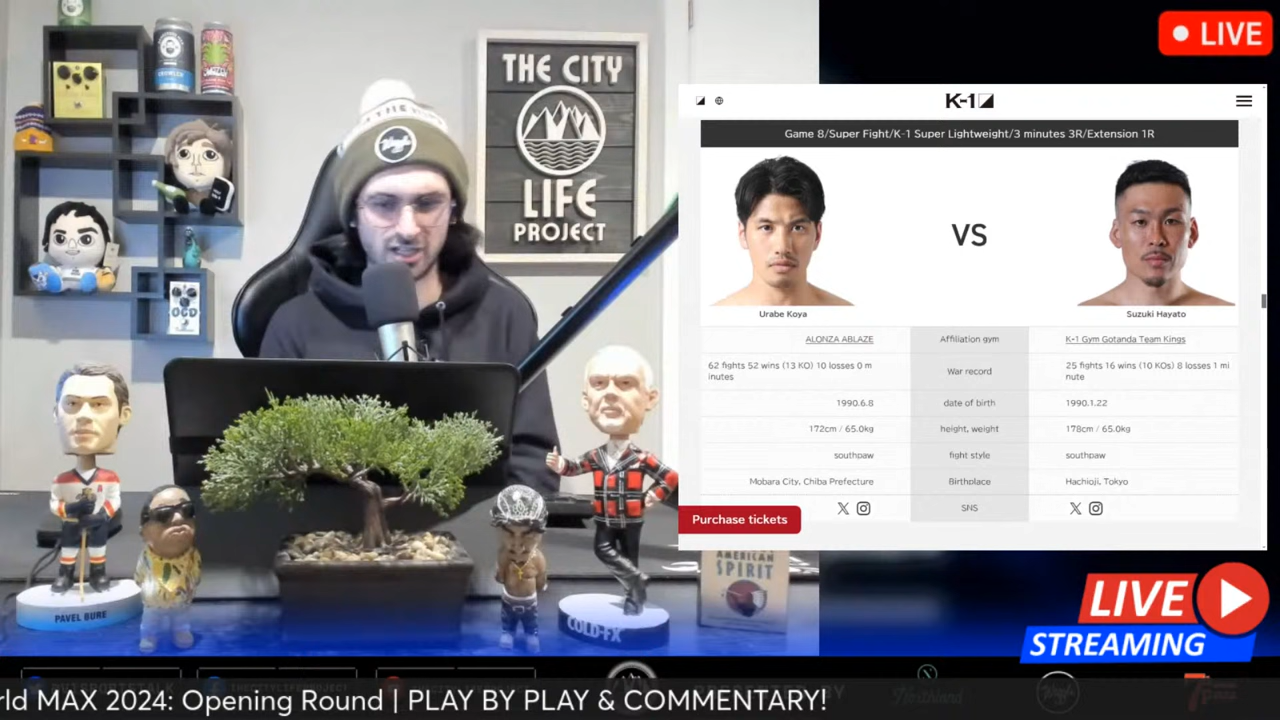 LIVE
THE CITY
LIFE
PROJECT
OCD
K-1
Game 8/Super Fight/K-1 Super Lightweight/3 minutes 3R/Extension 1R
VS
Urabe Koya
Suzuki Hayato
ALONZA ABLAZE
Affiliation gym
K-1 Gym Gotanda Team Kings
62 fights 52 wins (13 KO) 10 losses 0 m
inutes
War record
25 fights 16 wins (10 KOs) 8 losses 1 mi
nute
1990.6.8
date of birth
1990.1.22
172cm / 65.0kg
height, weight
178cm / 65.0kg
southpaw
fight style
southpaw
Mobara City, Chiba Prefecture
Birthplace
Hachioji, Tokyo
SNS
Purchase tickets
AMERICAN
SPIRIT
PAVEL BURE
COLD-FX
LIVE
STREAMING
rld MAX 2024: Opening Round | PLAY BY PLAY & COMMENTARY!